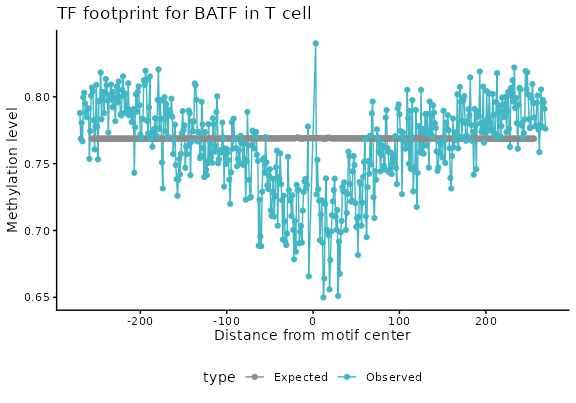 TF footprint for BATF in T cell
Methylation level
0.80
0.75
0.70
0.65
-200 -100 0 100 200
Distance from motif center
type Expected Observed